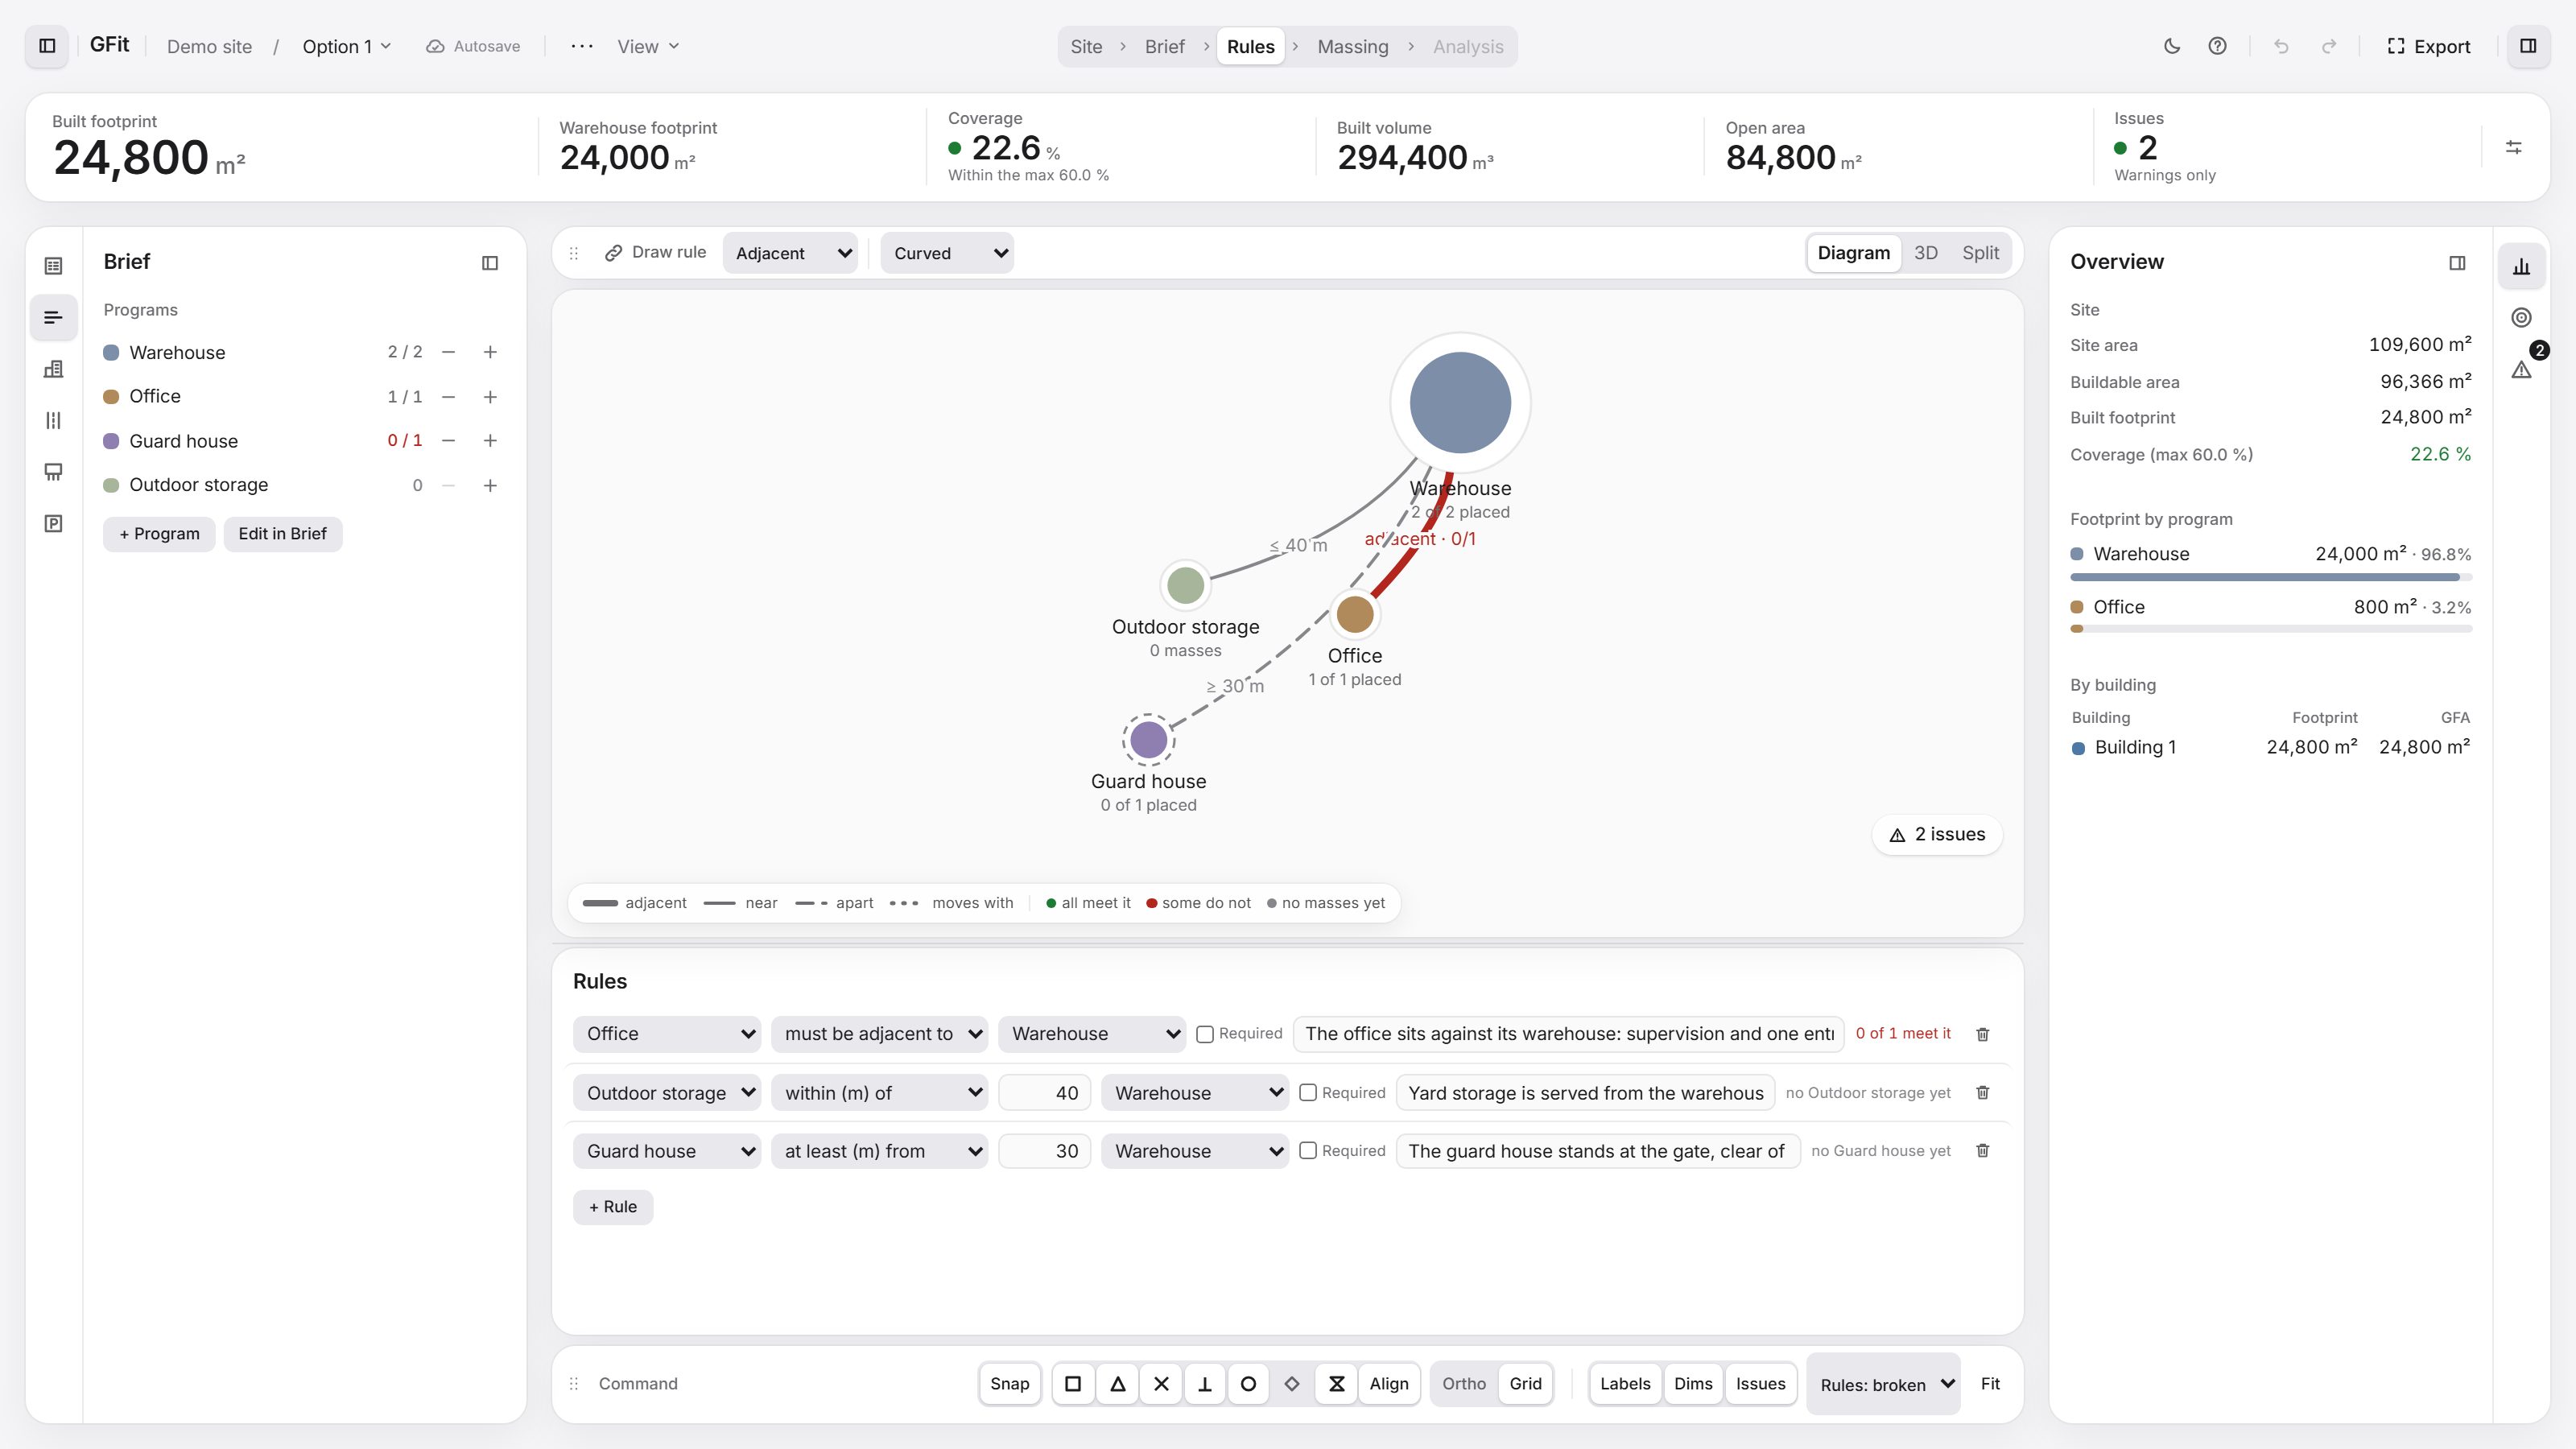 GFit
Demo site / Option 1
Autosave
...
View
Site > Brief > Rules > Massing > Analysis
Export
Built footprint
24,800 m²
Warehouse footprint
24,000 m²
Coverage
22.6 %
Within the max 60.0 %
Built volume
294,400 m³
Open area
84,800 m²
Issues
2
Warnings only
Brief
Programs
Warehouse 2 / 2 − +
Office 1 / 1 − +
Guard house 0 / 1 − +
Outdoor storage 0 − +
+ Program Edit in Brief
Draw rule Adjacent Curved
Diagram 3D Split
Warehouse
2 of 2 placed
adjacent · 0/1
≤ 40 m
Outdoor storage
0 masses
Office
1 of 1 placed
≥ 30 m
Guard house
0 of 1 placed
2 issues
adjacent near apart moves with all meet it some do not no masses yet
Rules
Office must be adjacent to Warehouse Required The office sits against its warehouse: supervision and one 0 of 1 meet it
Outdoor storage within (m) of 40 Warehouse Required Yard storage is served from the warehous no Outdoor storage yet
Guard house at least (m) from 30 Warehouse Required The guard house stands at the gate, clear of no Guard house yet
+ Rule
Command Snap Align Ortho Grid Labels Dims Issues Rules: broken Fit
Overview
Site
Site area 109,600 m²
Buildable area 96,366 m²
Built footprint 24,800 m²
Coverage (max 60.0 %) 22.6 %
Footprint by program
Warehouse 24,000 m² · 96.8%
Office 800 m² · 3.2%
By building
Building Footprint GFA
Building 1 24,800 m² 24,800 m²
2
P